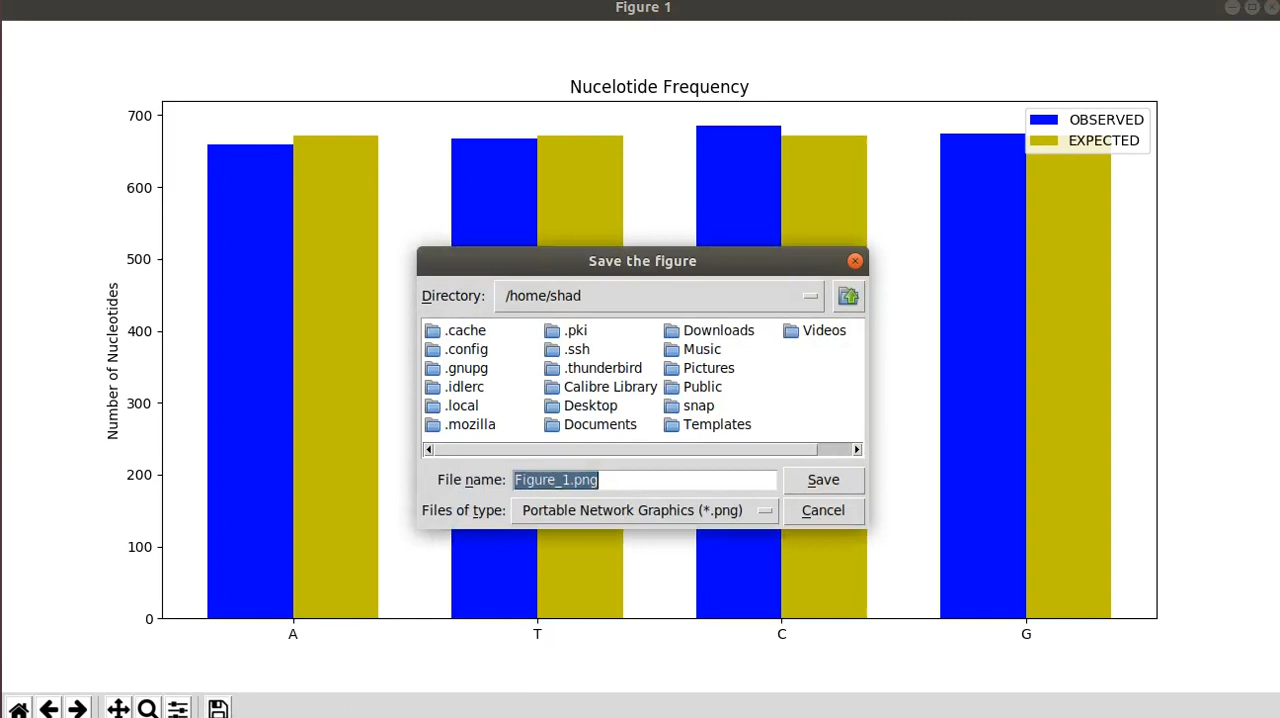 Figure 1
Nucelotide Frequency
700
600
500
400
300
200
100
0
Number of Nucleotides
OBSERVED
EXPECTED
A T C G
Save the figure
Directory: /home/shad
.cache .pki Downloads Videos
.config .ssh Music
.gnupg .thunderbird Pictures
.idlerc Calibre Library Public
.local Desktop snap
.mozilla Documents Templates
File name: Figure_1.png Save
Files of type: Portable Network Graphics (*.png) Cancel